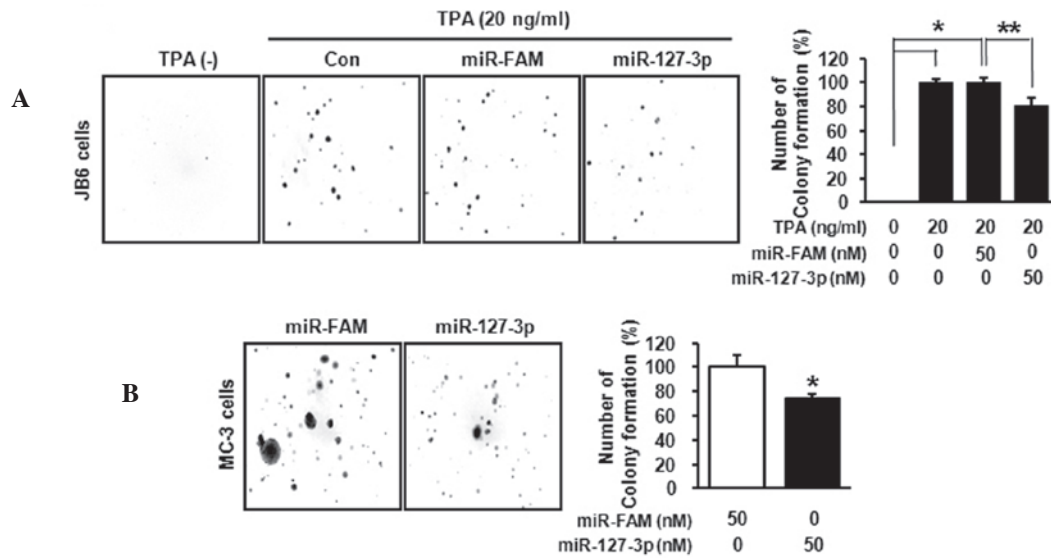 TPA (20 ng/ml)
TPA (-) Con miR-FAM miR-127-3p
A
JB6 cells
Number of
Colony formation (%)
* **
120
100
80
60
40
20
0
TPA (ng/ml) 0 20 20 20
miR-FAM (nM) 0 0 50 0
miR-127-3p (nM) 0 0 0 50
miR-FAM miR-127-3p
B
MC-3 cells
Number of
Colony formation (%)
*
120
100
80
60
40
20
0
miR-FAM (nM) 50 0
miR-127-3p (nM) 0 50